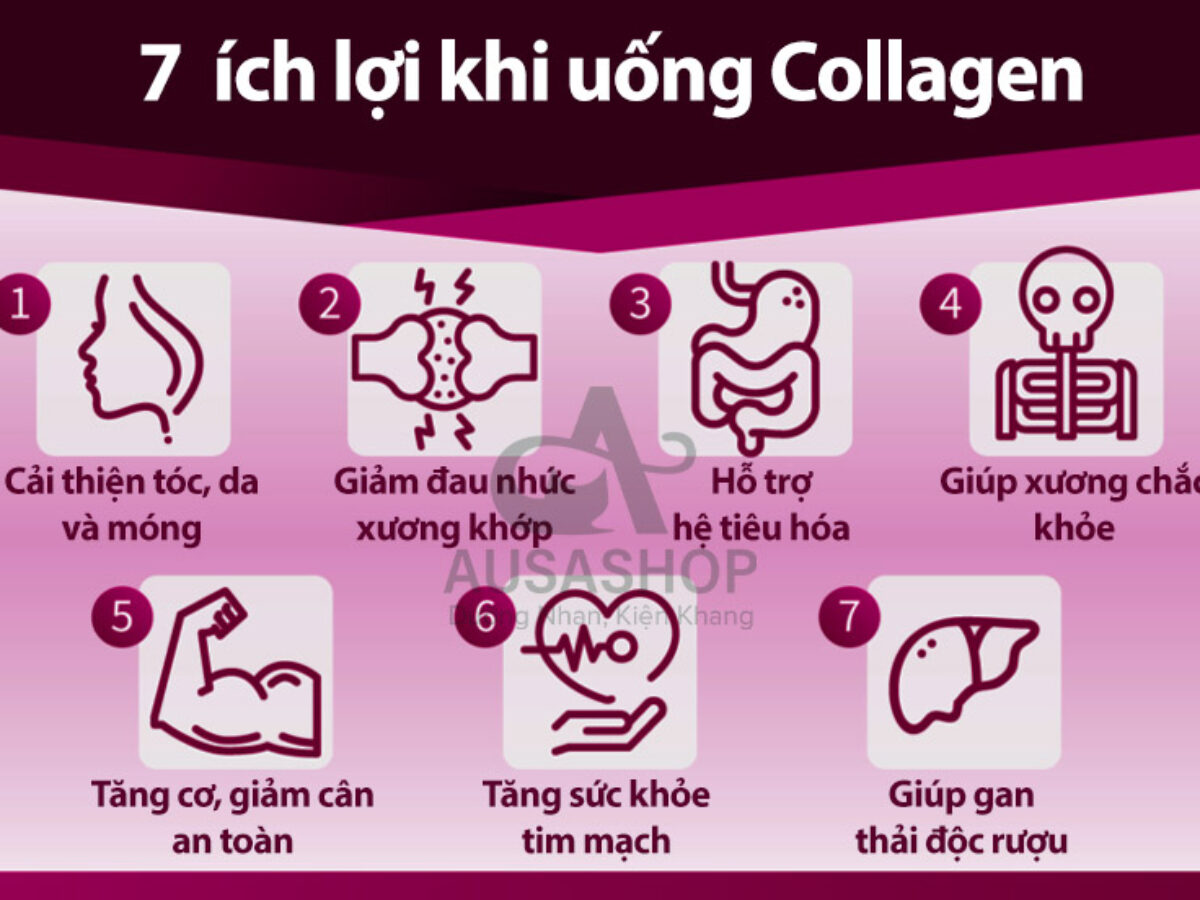 7 ích lợi khi uống Collagen
1
2
3
4
Cải thiện tóc, da
và móng
Giảm đau nhức
xương khớp
Hỗ trợ
hệ tiêu hóa
Giúp xương chắc
khỏe
AUSASHOP
Nhan, Kiện Khang
5
6
7
Tăng cơ, giảm cân
an toàn
Tăng sức khỏe
tim mạch
Giúp gan
thải độc rượu